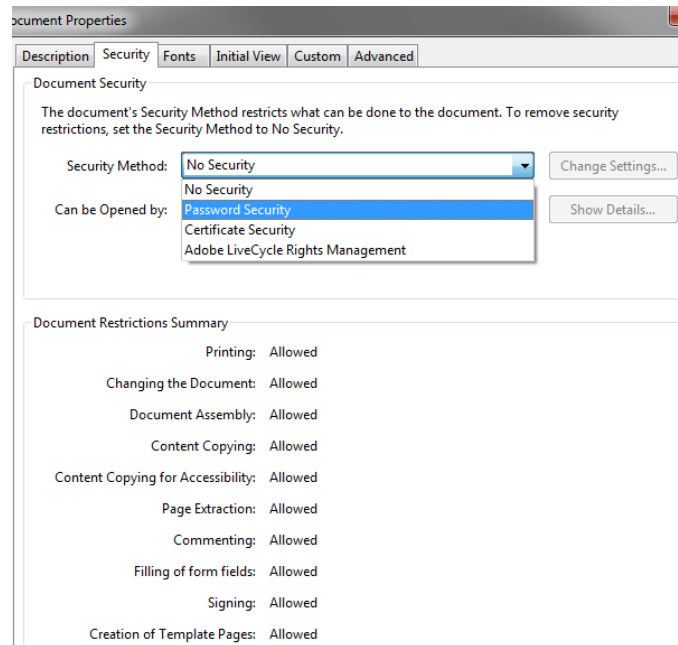 ocument Properties
Description Security Fonts Initial View Custom Advanced
Document Security
The document's Security Method restricts what can be done to the document. To remove security
restrictions, set the Security Method to No Security.
Security Method: No Security Change Settings...
No Security
Can be Opened by: Password Security Show Details...
Certificate Security
Adobe LiveCycle Rights Management
Document Restrictions Summary
Printing: Allowed
Changing the Document: Allowed
Document Assembly: Allowed
Content Copying: Allowed
Content Copying for Accessibility: Allowed
Page Extraction: Allowed
Commenting: Allowed
Filling of form fields: Allowed
Signing: Allowed
Creation of Template Pages: Allowed